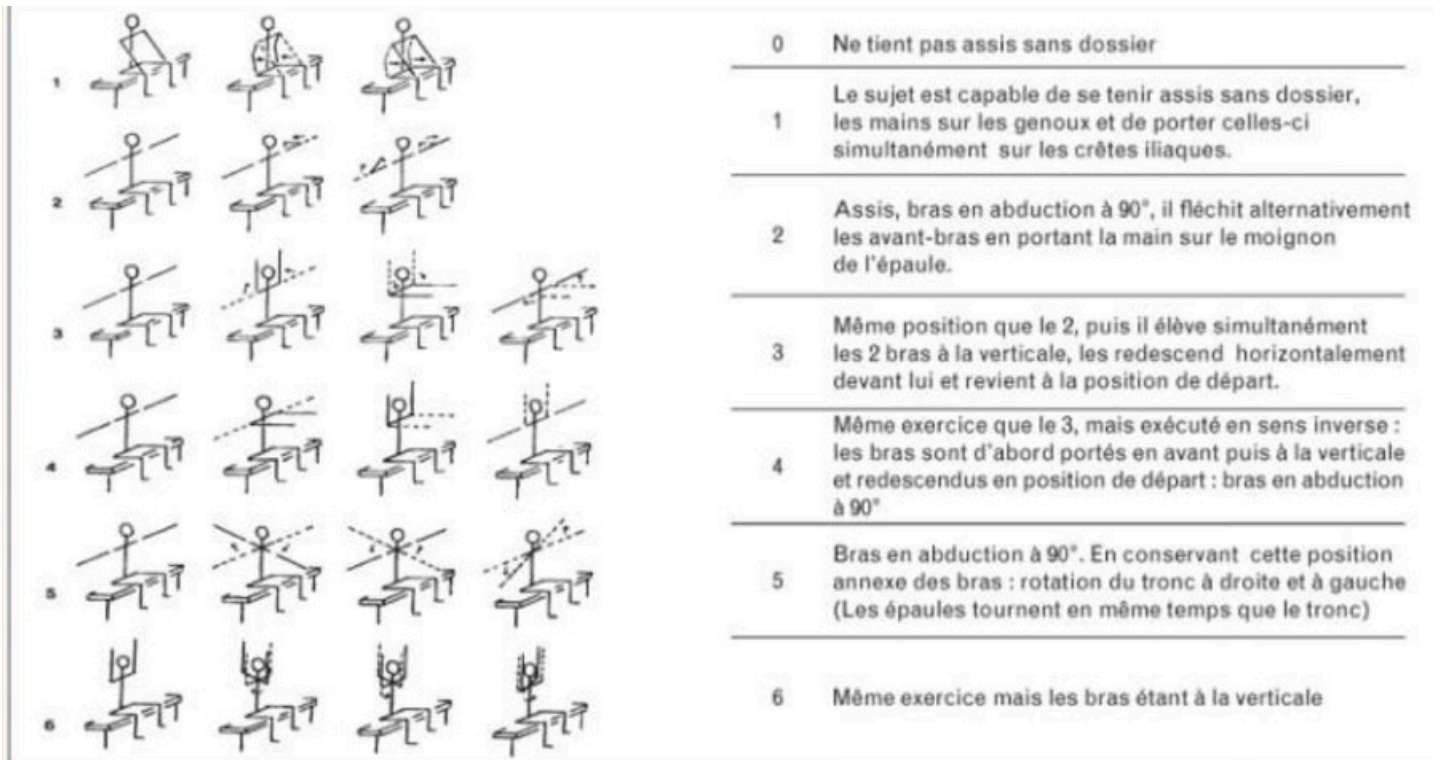 1
2
3
4
5
6
0 Ne tient pas assis sans dossier
Le sujet est capable de se tenir assis sans dossier,
1 les mains sur les genoux et de porter celles-ci
simultanément sur les crêtes iliaques.
Assis, bras en abduction à 90°, il fléchit alternativement
2 les avant-bras en portant la main sur le moignon
de l'épaule.
Même position que le 2, puis il élève simultanément
3 les 2 bras à la verticale, les redescend horizontalement
devant lui et revient à la position de départ.
Même exercice que le 3, mais exécuté en sens inverse :
les bras sont d'abord portés en avant puis à la verticale
4 et redescendus en position de départ : bras en abduction
à 90°
Bras en abduction à 90°. En conservant cette position
5 annexe des bras : rotation du tronc à droite et à gauche
(Les épaules tournent en même temps que le tronc)
6 Même exercice mais les bras étant à la verticale